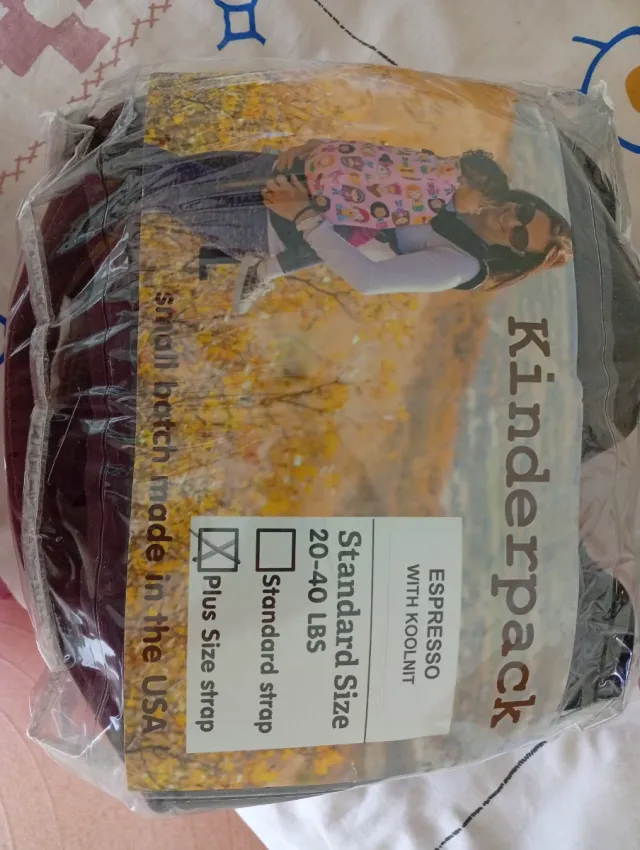 Kinderpack
ESPRESSO
WITH KOOLNIT
Standard Size
20-40 LBS
Standard strap
Plus Size strap
small batch made in the USA